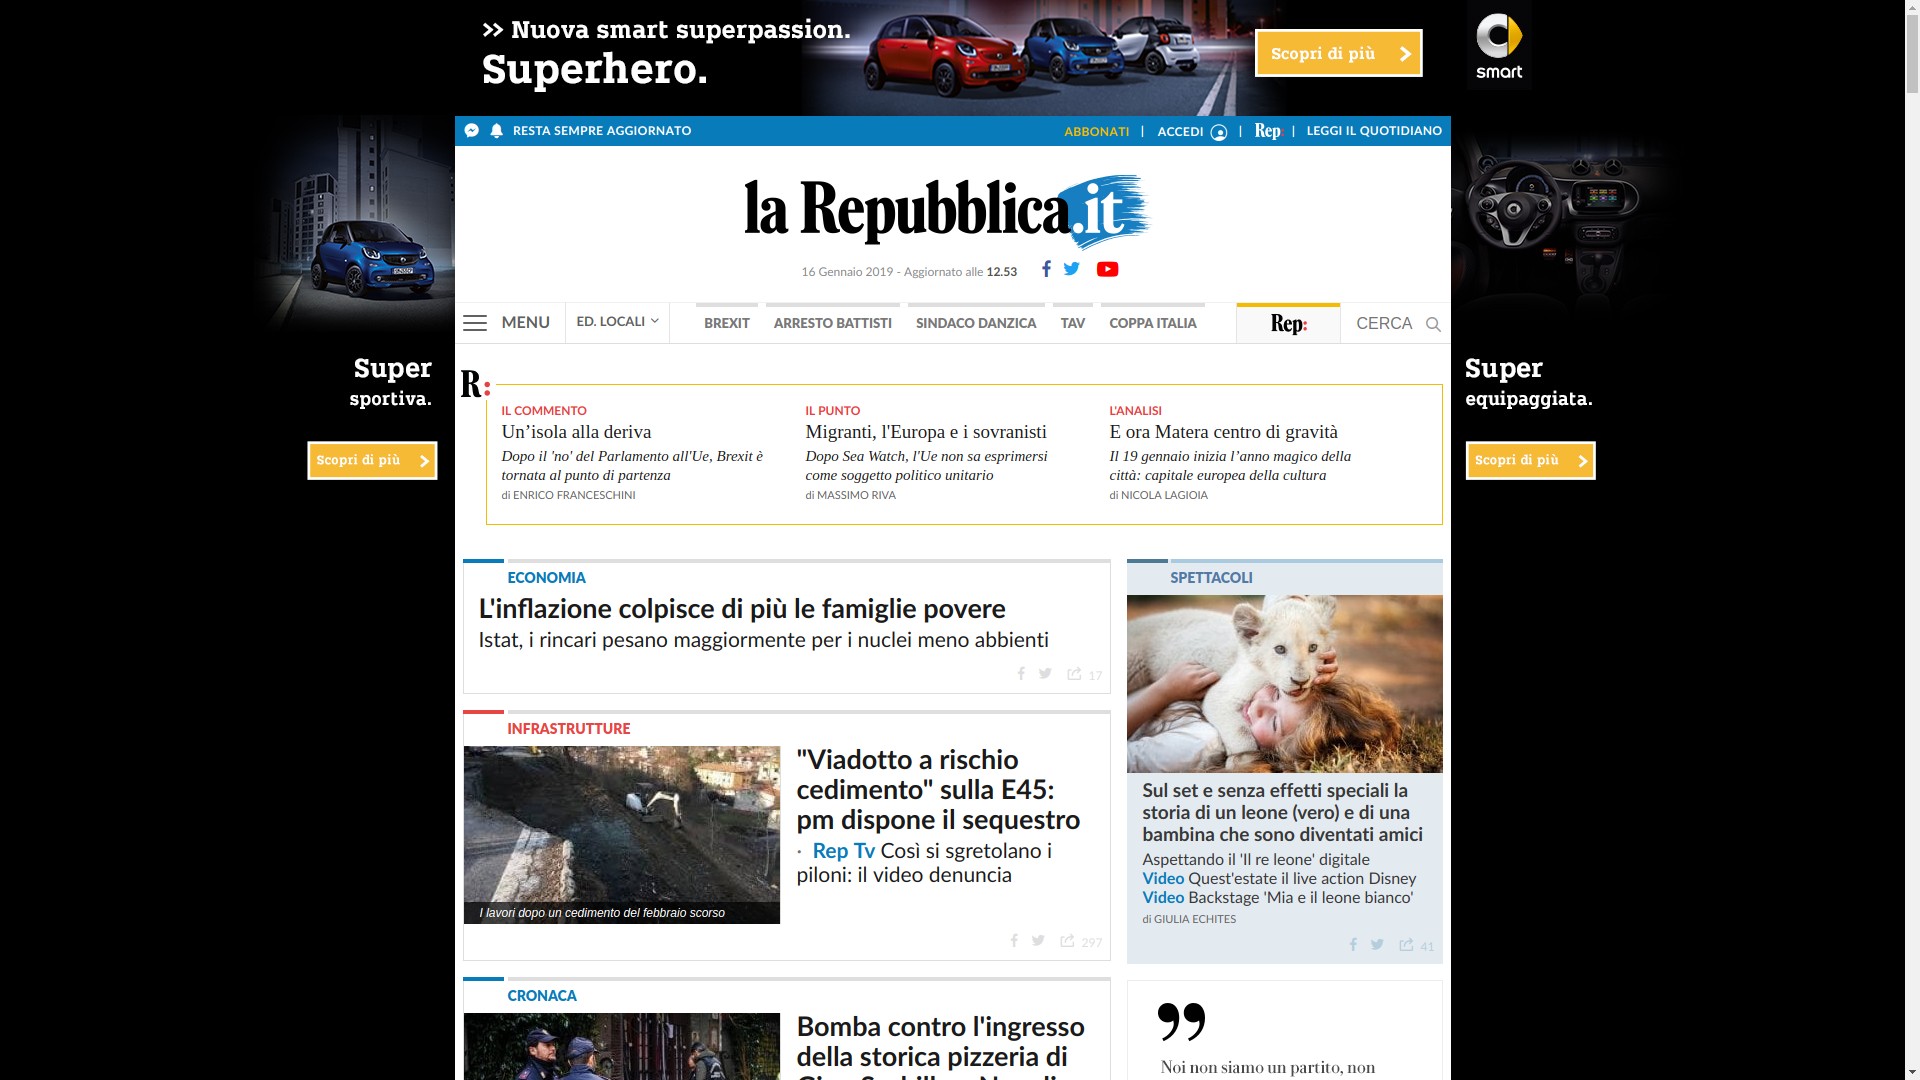 >> Nuova smart superpassion.
Superhero.
Scopri di più
smart
RESTA SEMPRE AGGIORNATO
ABBONATI | ACCEDI | Rep: | LEGGI IL QUOTIDIANO
la Repubblica.it
16 Gennaio 2019 - Aggiornato alle 12.53
MENU
ED. LOCALI
BREXIT
ARRESTO BATTISTI
SINDACO DANZICA
TAV
COPPA ITALIA
Rep:
CERCA
Super
sportiva.
Scopri di più
Super
equipaggiata.
Scopri di più
R:
IL COMMENTO
Un’isola alla deriva
Dopo il 'no' del Parlamento all'Ue, Brexit è
tornata al punto di partenza
di ENRICO FRANCESCHINI
IL PUNTO
Migranti, l'Europa e i sovranisti
Dopo Sea Watch, l'Ue non sa esprimersi
come soggetto politico unitario
di MASSIMO RIVA
L'ANALISI
E ora Matera centro di gravità
Il 19 gennaio inizia l’anno magico della
città: capitale europea della cultura
di NICOLA LAGIOIA
ECONOMIA
L'inflazione colpisce di più le famiglie povere
Istat, i rincari pesano maggiormente per i nuclei meno abbienti
17
INFRASTRUTTURE
"Viadotto a rischio
cedimento" sulla E45:
pm dispone il sequestro
· Rep Tv Così si sgretolano i
piloni: il video denuncia
I lavori dopo un cedimento del febbraio scorso
297
CRONACA
Bomba contro l'ingresso
della storica pizzeria di
SPETTACOLI
Sul set e senza effetti speciali la
storia di un leone (vero) e di una
bambina che sono diventati amici
Aspettando il 'Il re leone' digitale
Video Quest'estate il live action Disney
Video Backstage 'Mia e il leone bianco'
di GIULIA ECHITES
41
”
Noi non siamo un partito, non